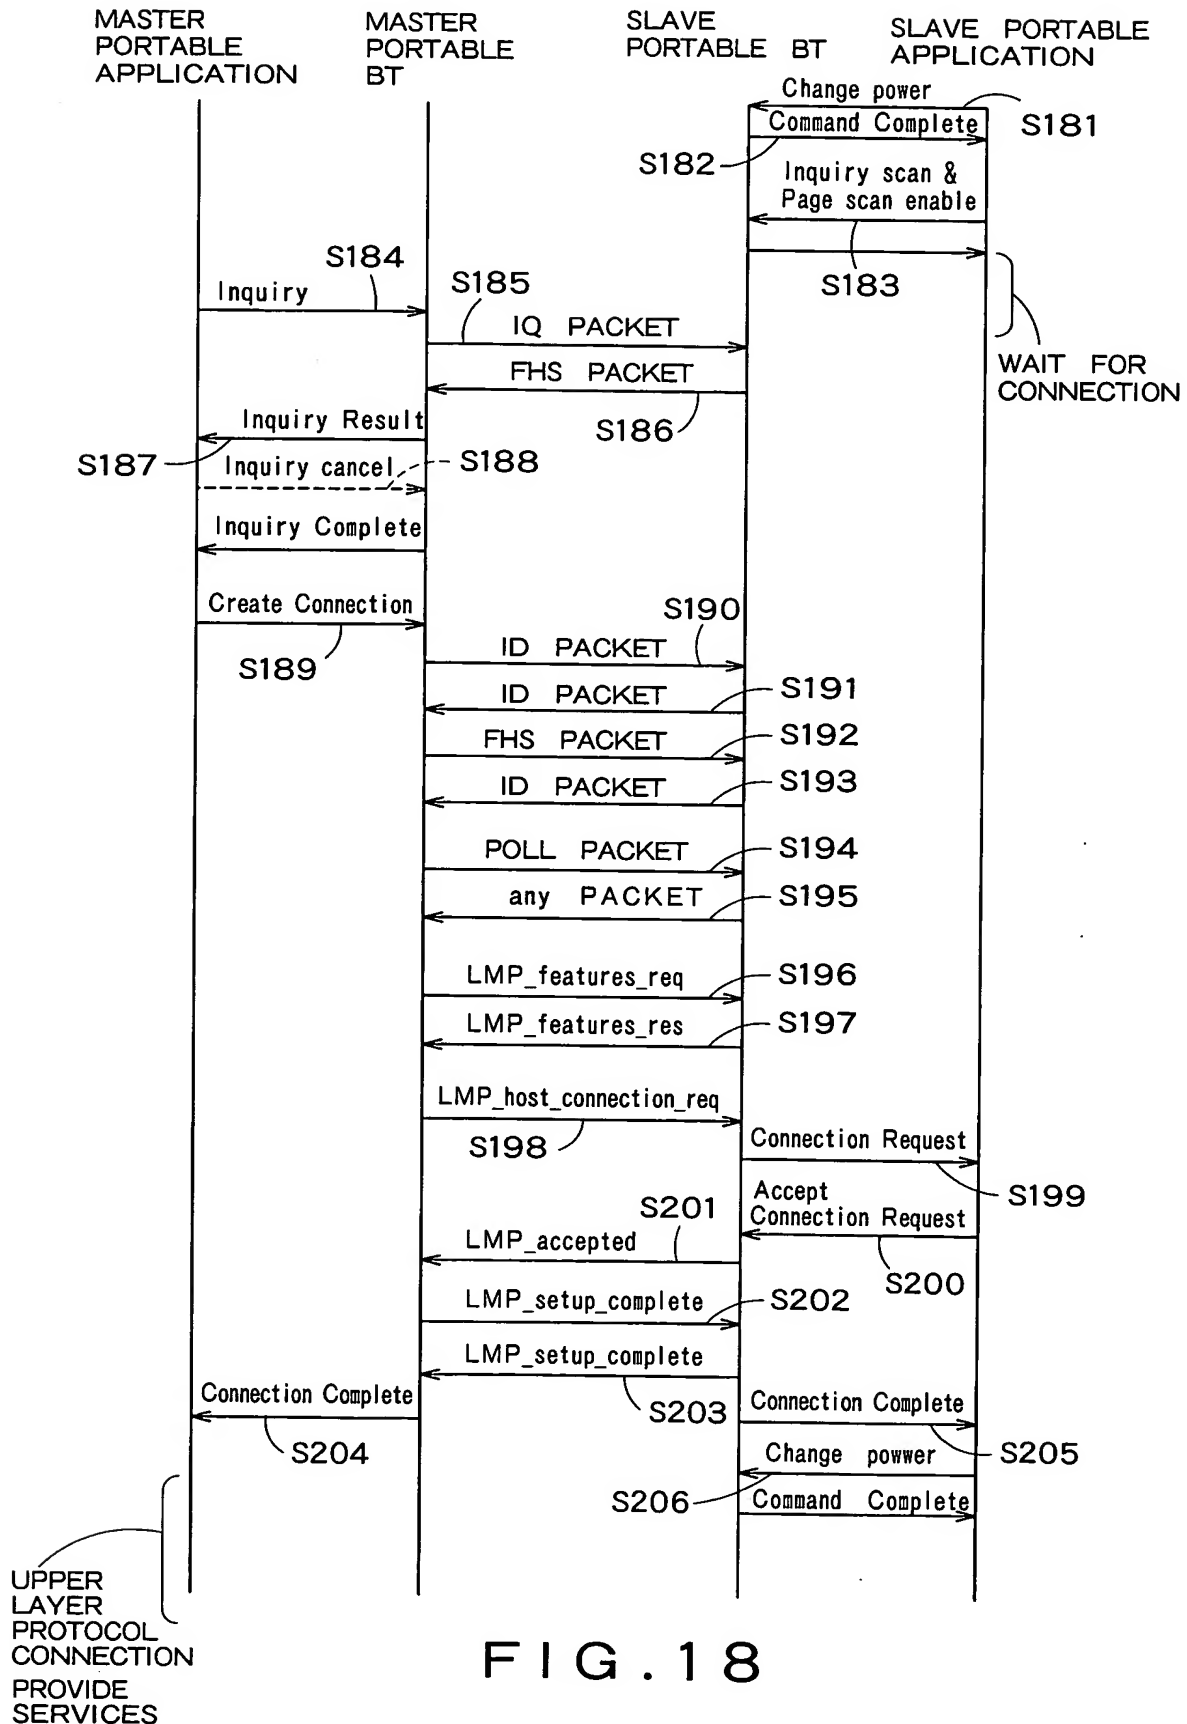 MASTER
PORTABLE
APPLICATION
MASTER
PORTABLE
BT
SLAVE
PORTABLE BT
SLAVE PORTABLE
APPLICATION
Change power
S181
Command Complete
S182
Inquiry scan &
Page scan enable
S183
S184
Inquiry
S185
IQ PACKET
WAIT FOR
CONNECTION
FHS PACKET
S186
Inquiry Result
S187
Inquiry cancel
S188
Inquiry Complete
Create Connection
S189
S190
ID PACKET
ID PACKET
S191
FHS PACKET
S192
ID PACKET
S193
POLL PACKET
S194
any PACKET
S195
LMP_features_req
S196
LMP_features_res
S197
LMP_host_connection_req
S198
Connection Request
S199
Accept
Connection Request
S200
S201
LMP_accepted
LMP_setup_complete
S202
LMP_setup_complete
S203
Connection Complete
S204
Connection Complete
S205
Change powwer
S206
Command Complete
UPPER
LAYER
PROTOCOL
CONNECTION
PROVIDE
SERVICES
FIG.18